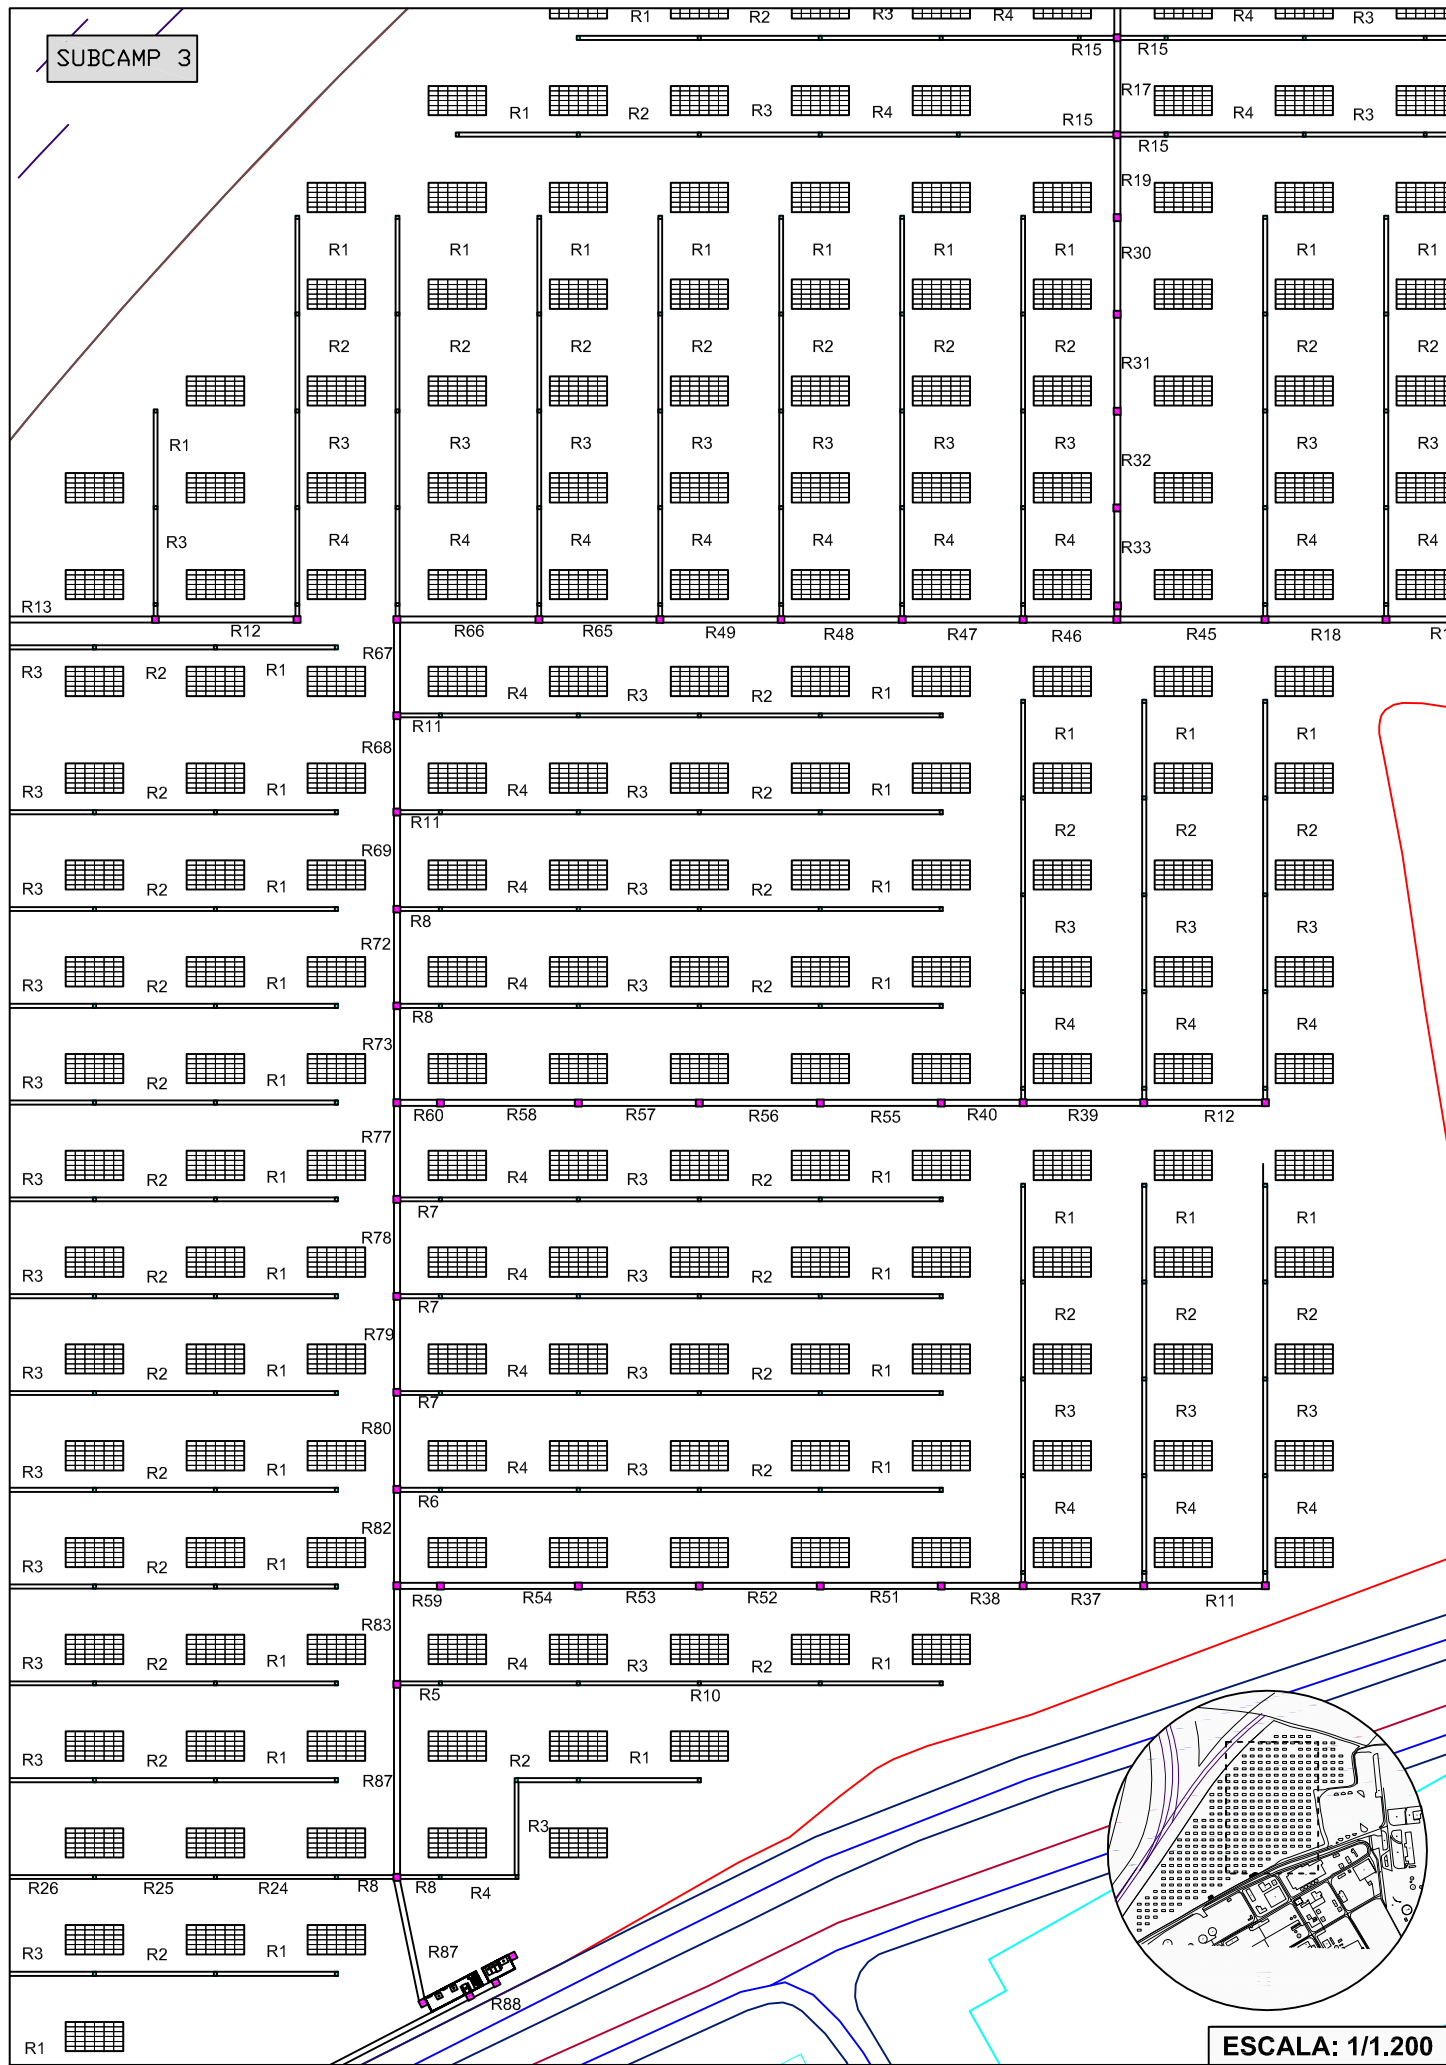 R1 R2 R3 R4 R4 R3
SUBCAMP 3
R15 R15
R17
R1 R2 R3 R4 R4 R3
R15 R15
R19
R1 R1 R1 R1 R1 R1 R1 R30 R1 R1
R2 R2 R2 R2 R2 R2 R2 R31 R2 R2
R1 R3 R3 R3 R3 R3 R3 R3 R32 R3 R3
R3 R4 R4 R4 R4 R4 R4 R4 R33 R4 R4
R13
R12 R66 R65 R49 R48 R47 R46 R45 R18
R67
R3 R2 R1 R4 R3 R2 R1
R11
R68 R1 R1 R1
R3 R2 R1 R4 R3 R2 R1
R11
R69 R2 R2 R2
R3 R2 R1 R4 R3 R2 R1
R8
R72 R3 R3 R3
R3 R2 R1 R4 R3 R2 R1
R8
R73 R4 R4 R4
R3 R2 R1
R60 R58 R57 R56 R55 R40 R39 R12
R77
R3 R2 R1 R4 R3 R2 R1
R7
R78 R1 R1 R1
R3 R2 R1 R4 R3 R2 R1
R7
R79 R2 R2 R2
R3 R2 R1 R4 R3 R2 R1
R7
R80 R3 R3 R3
R3 R2 R1 R4 R3 R2 R1
R6
R82 R4 R4 R4
R3 R2 R1
R59 R54 R53 R52 R51 R38 R37 R11
R83
R3 R2 R1 R4 R3 R2 R1
R5 R10
R3 R2 R1 R2 R1
R87
R3
R26 R25 R24 R8 R8 R4
R3 R2 R1 R87
R88
R1
ESCALA: 1/1.200